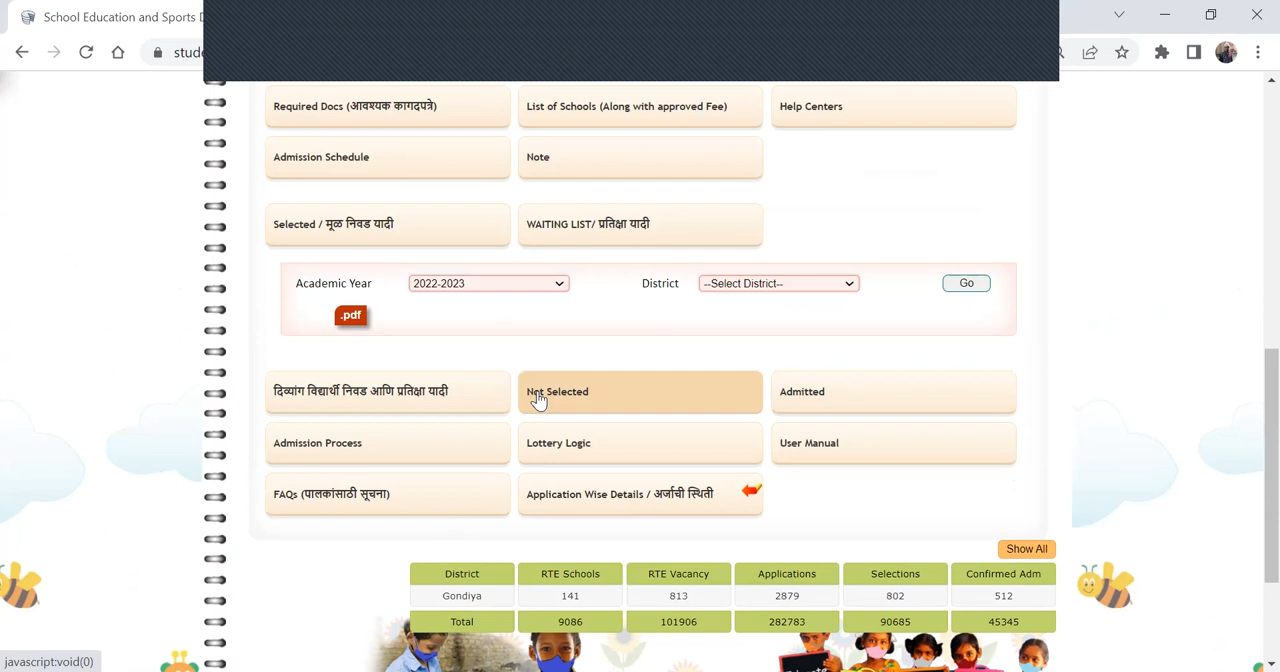 School Education and Sports
stude
Required Docs (आवश्यक कागदपत्रे)
List of Schools (Along with approved Fee)
Help Centers
Admission Schedule
Note
Selected / मूळ निवड यादी
WAITING LIST/ प्रतिक्षा यादी
Academic Year
2022-2023
District
--Select District--
Go
.pdf
दिव्यांग विद्यार्थी निवड आणि प्रतिक्षा यादी
Not Selected
Admitted
Admission Process
Lottery Logic
User Manual
FAQs (पालकांसाठी सूचना)
Application Wise Details / अर्जाची स्थिती
Show All
District RTE Schools RTE Vacancy Applications Selections Confirmed Adm
Gondiya 141 813 2879 802 512
Total 9086 101906 282783 90685 45345
javascript:void(0)